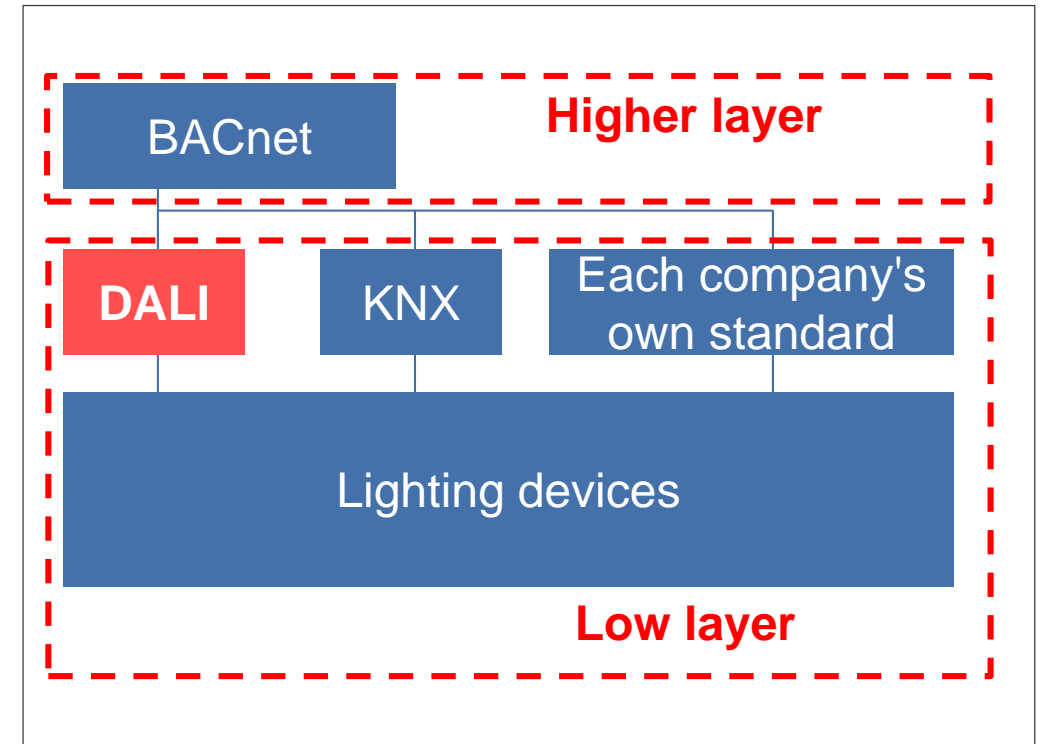 Higher layer
BACnet
DALI
KNX
Each company's
own standard
Lighting devices
Low layer